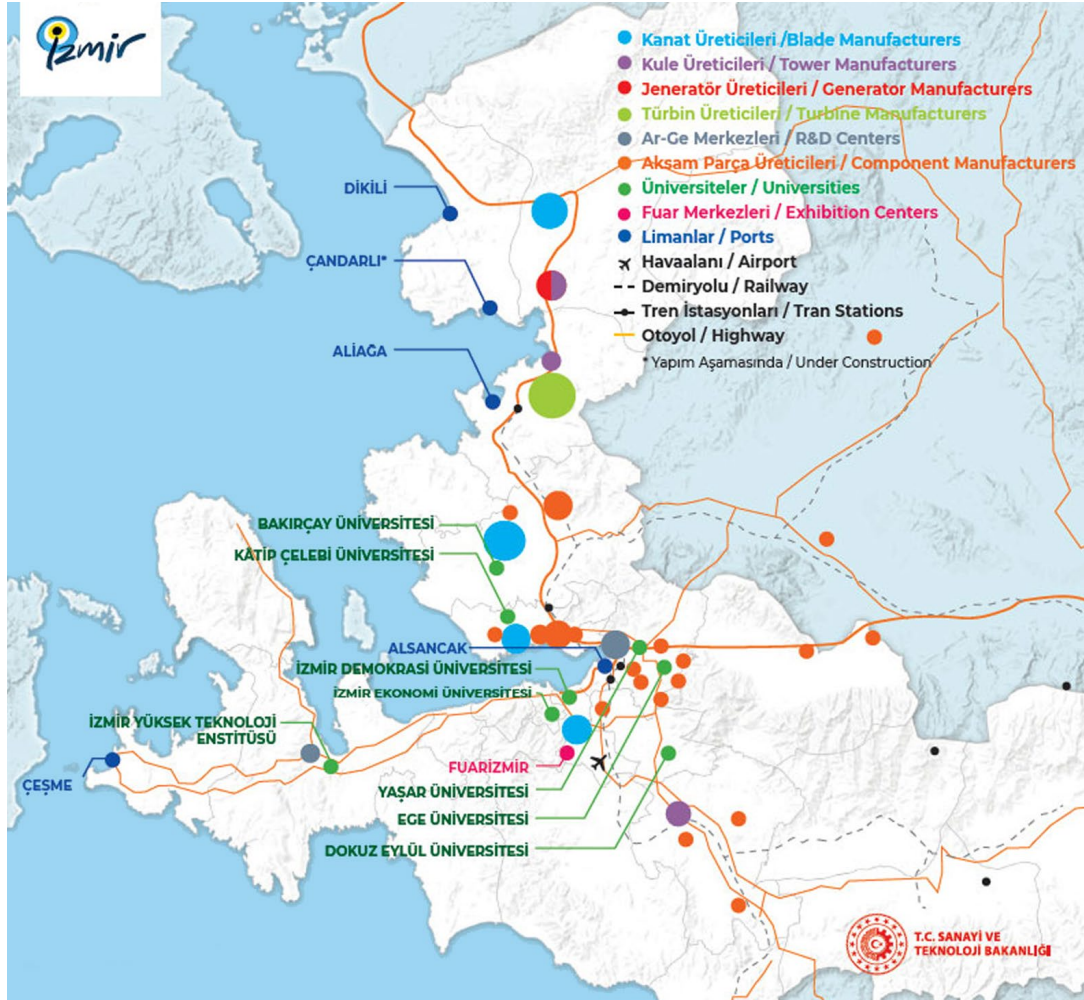 izmir
Kanat Üreticileri /Blade Manufacturers
Kule Üreticileri / Tower Manufacturers
Jeneratör Üreticileri / Generator Manufacturers
Türbin Üreticileri / Turbine Manufacturers
Ar-Ge Merkezleri / R&D Centers
Aksam Parça Üreticileri / Component Manufacturers
Üniversiteler / Universities
Fuar Merkezleri / Exhibition Centers
Limanlar / Ports
Havaalanı / Airport
Demiryolu / Railway
Tren İstasyonları / Tran Stations
Otoyol / Highway
* Yapım Aşamasında / Under Construction
DİKİLİ
ÇANDARLI*
ALİAĞA
BAKIRÇAY ÜNİVERSİTESİ
KATİP ÇELEBİ ÜNİVERSİTESİ
ALSANCAK
İZMİR DEMOKRASİ ÜNİVERSİTESİ
İZMİR EKONOMİ ÜNİVERSİTESİ
İZMİR YÜKSEK TEKNOLOJİ
ENSTİTÜSÜ
ÇEŞME
FUARİZMİR
YAŞAR ÜNİVERSİTESİ
EGE ÜNİVERSİTESİ
DOKUZ EYLÜL ÜNİVERSİTESİ
T.C. SANAYİ VE
TEKNOLOJİ BAKANLIĞI